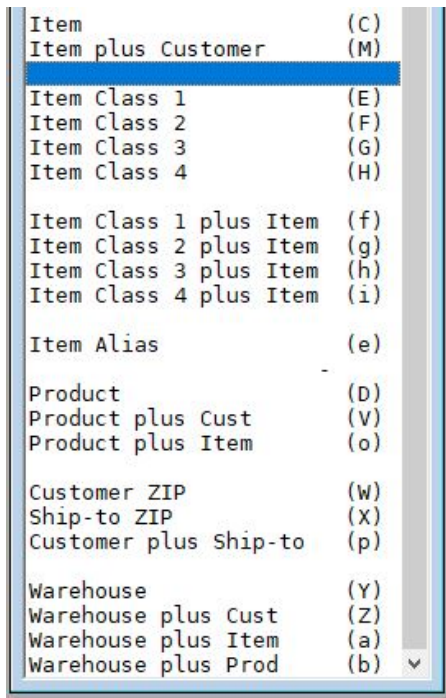 Item (C)
Item plus Customer (M)
Item Class 1 (E)
Item Class 2 (F)
Item Class 3 (G)
Item Class 4 (H)
Item Class 1 plus Item (f)
Item Class 2 plus Item (g)
Item Class 3 plus Item (h)
Item Class 4 plus Item (i)
Item Alias (e)
-
Product (D)
Product plus Cust (V)
Product plus Item (o)
Customer ZIP (W)
Ship-to ZIP (X)
Customer plus Ship-to (p)
Warehouse (Y)
Warehouse plus Cust (Z)
Warehouse plus Item (a)
Warehouse plus Prod (b)